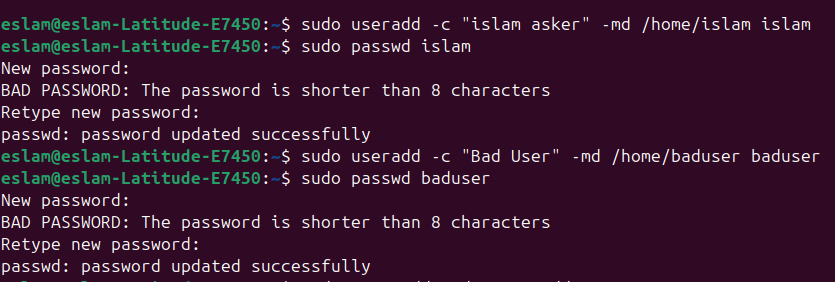 eslam@eslam-Latitude-E7450:~$ sudo useradd -c "islam asker" -md /home/islam islam
eslam@eslam-Latitude-E7450:~$ sudo passwd islam
New password:
BAD PASSWORD: The password is shorter than 8 characters
Retype new password:
passwd: password updated successfully
eslam@eslam-Latitude-E7450:~$ sudo useradd -c "Bad User" -md /home/baduser baduser
eslam@eslam-Latitude-E7450:~$ sudo passwd baduser
New password:
BAD PASSWORD: The password is shorter than 8 characters
Retype new password:
passwd: password updated successfully